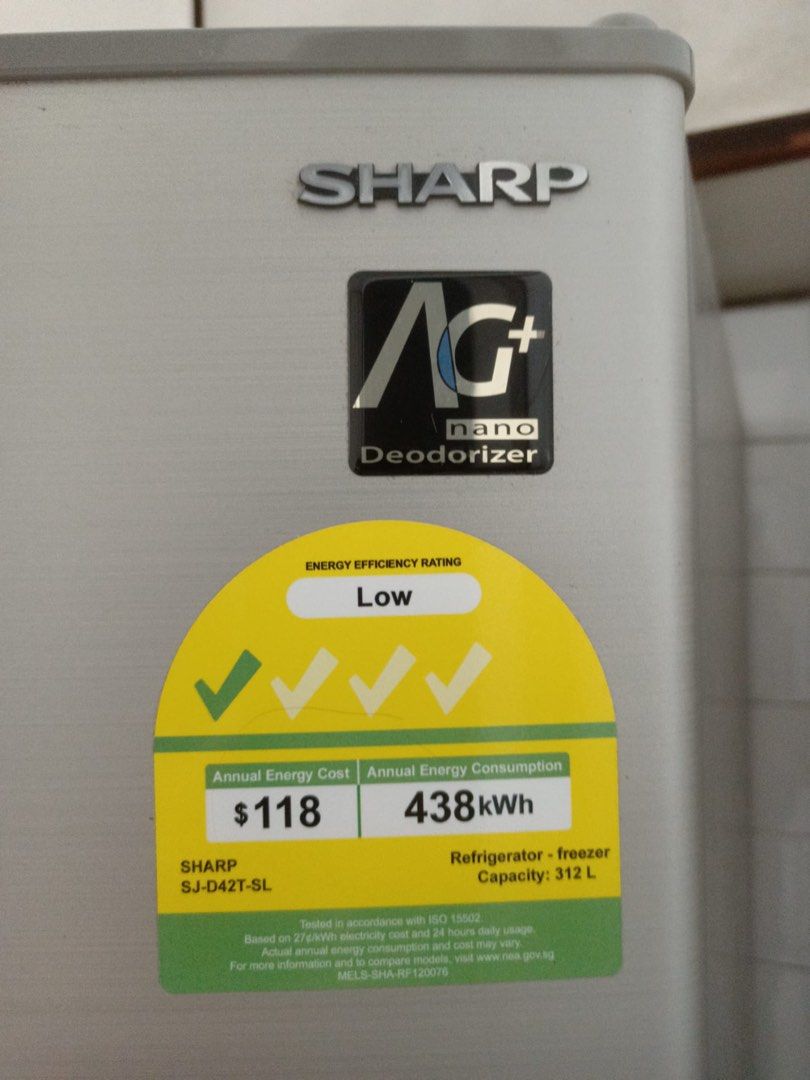 SHARP
AG+
nano
Deodorizer
ENERGY EFFICIENCY RATING
Low
Annual Energy Cost
$118
Annual Energy Consumption
438kWh
SHARP
SJ-D42T-SL
Refrigerator - freezer
Capacity: 312 L
Tested in accordance with ISO 15502.
Based on 27¢/kWh electricity cost and 24 hours daily usage.
Actual annual energy consumption and cost may vary.
For more information and to compare models, visit www.nea.gov.sg
MELS-SHA-RF120076